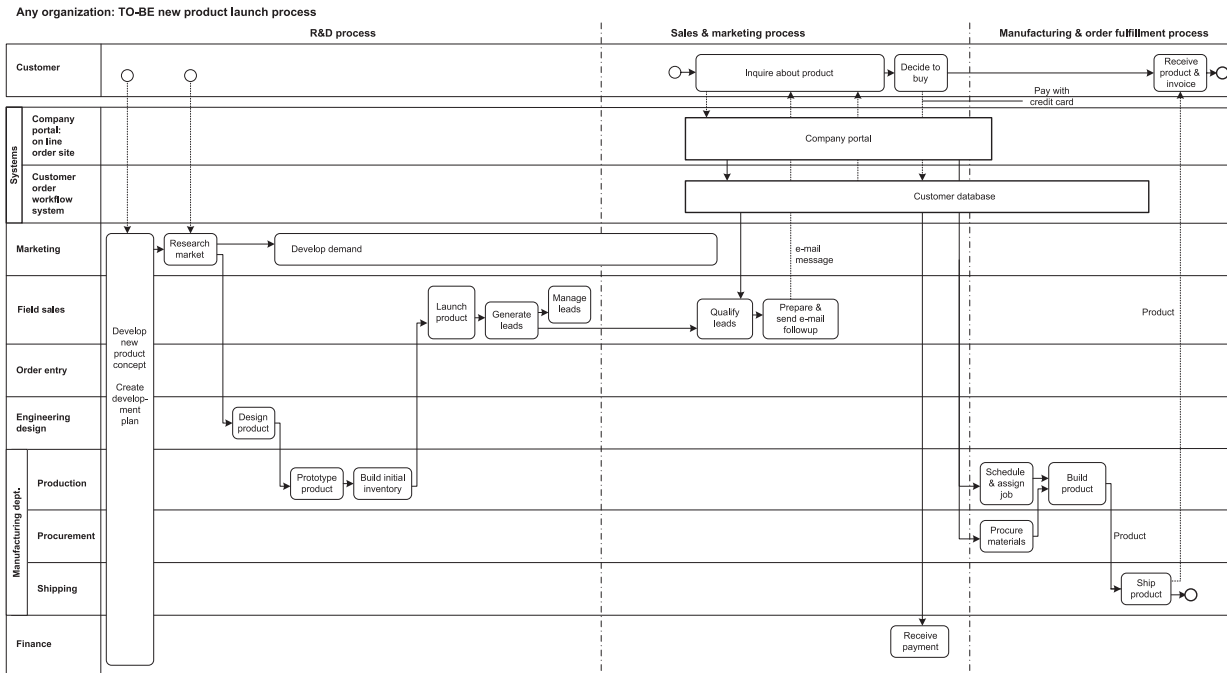 Any organization: TO-BE new product launch process
R&D process
Sales & marketing process
Manufacturing & order fulfillment process
Customer
Inquire about product
Decide to
buy
Receive
product &
invoice
Pay with
credit card
Systems
Company
portal:
on line
order site
Company portal
Customer
order
workflow
system
Customer database
Marketing
Research
market
Develop demand
e-mail
message
Field sales
Launch
product
Generate
leads
Manage
leads
Qualify
leads
Prepare &
send e-mail
followup
Product
Develop
new
product
concept
Create
develop-
ment
plan
Order entry
Engineering
design
Design
product
Manufacturing dept.
Production
Prototype
product
Build initial
inventory
Schedule
& assign
job
Build
product
Procurement
Procure
materials
Product
Shipping
Ship
product
Finance
Receive
payment